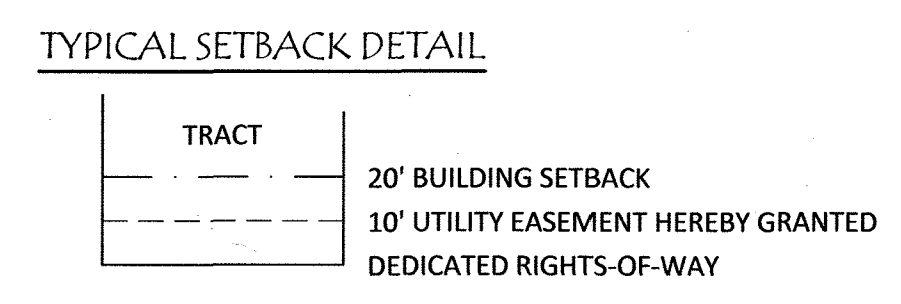 TYPICAL SETBACK DETAIL
TRACT
20' BUILDING SETBACK
10' UTILITY EASEMENT HEREBY GRANTED
DEDICATED RIGHTS-OF-WAY